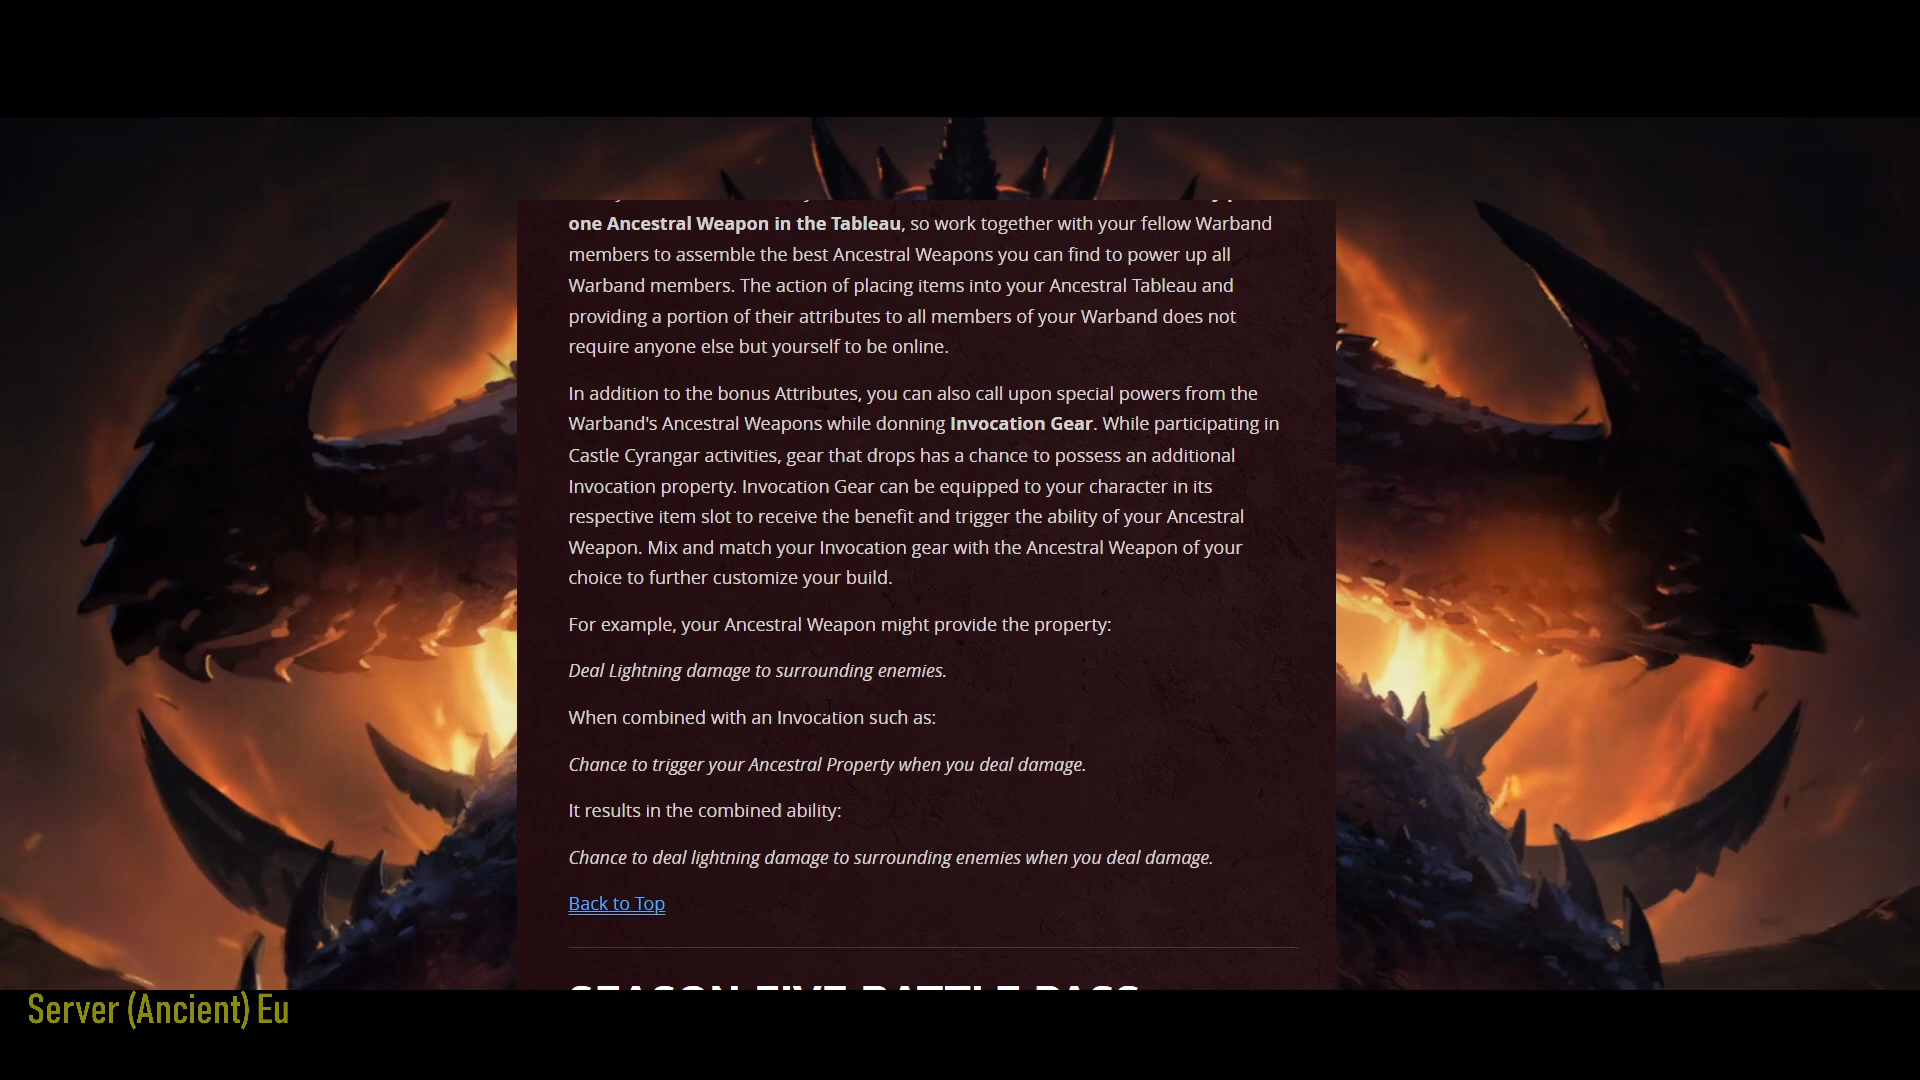 one Ancestral Weapon in the Tableau, so work together with your fellow Warband
members to assemble the best Ancestral Weapons you can find to power up all
Warband members. The action of placing items into your Ancestral Tableau and
providing a portion of their attributes to all members of your Warband does not
require anyone else but yourself to be online.
In addition to the bonus Attributes, you can also call upon special powers from the
Warband's Ancestral Weapons while donning Invocation Gear. While participating in
Castle Cyrangar activities, gear that drops has a chance to possess an additional
Invocation property. Invocation Gear can be equipped to your character in its
respective item slot to receive the benefit and trigger the ability of your Ancestral
Weapon. Mix and match your Invocation gear with the Ancestral Weapon of your
choice to further customize your build.
For example, your Ancestral Weapon might provide the property:
Deal Lightning damage to surrounding enemies.
When combined with an Invocation such as:
Chance to trigger your Ancestral Property when you deal damage.
It results in the combined ability:
Chance to deal lightning damage to surrounding enemies when you deal damage.
Back to Top
SEASON FIVE BATTLE PASS
Server (Ancient) Eu